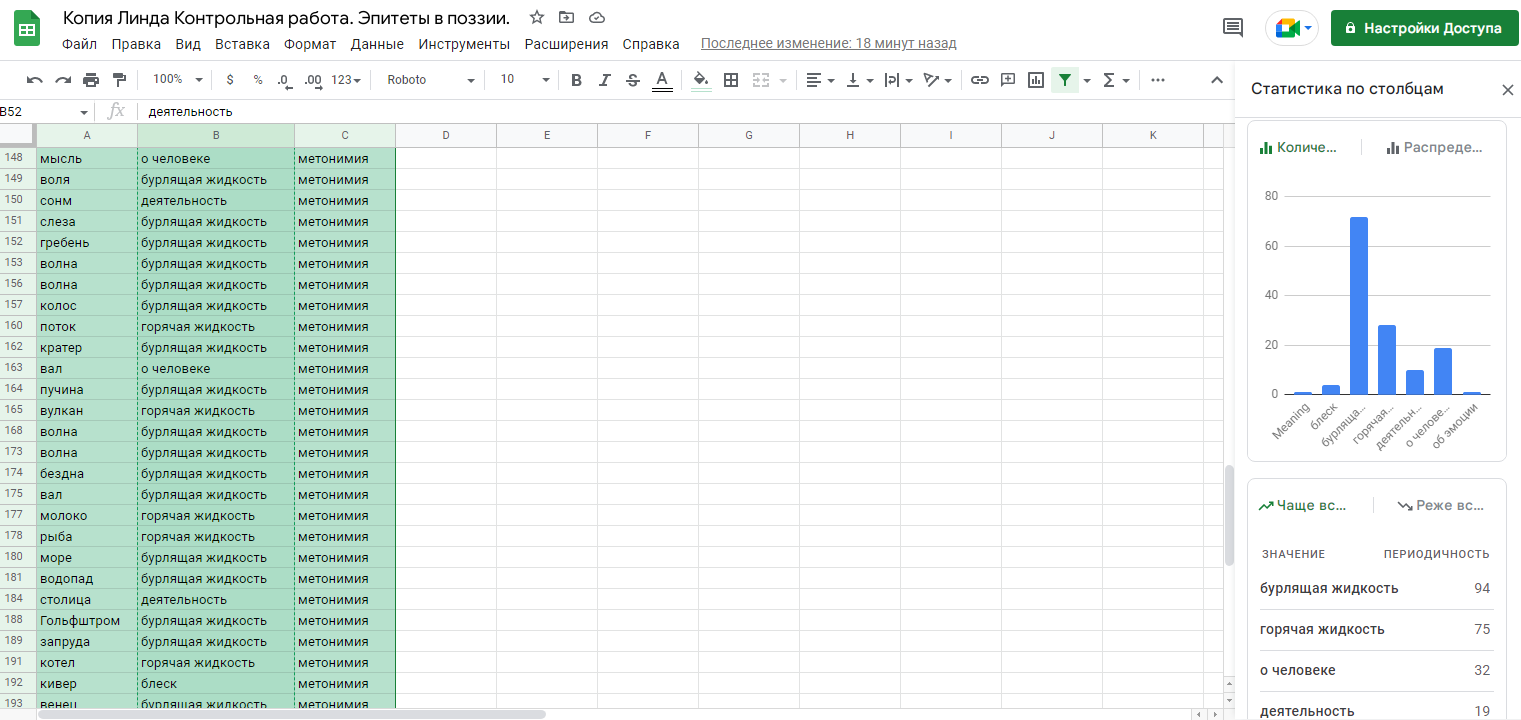 Копия Линда Контрольная работа. Эпитеты в поззии.
Файл Правка Вид Вставка Формат Данные Инструменты Расширения Справка Последнее изменение: 18 минут назад
Настройки Доступа
100% $ % .0 .00 123 Roboto 10 B I S A
B52 fx деятельность
A B C D E F G H I J K
148 мысль о человеке метонимия
149 воля бурлящая жидкость метонимия
150 сонм деятельность метонимия
151 слеза бурлящая жидкость метонимия
152 гребень бурлящая жидкость метонимия
153 волна бурлящая жидкость метонимия
156 волна бурлящая жидкость метонимия
157 колос бурлящая жидкость метонимия
160 поток горячая жидкость метонимия
162 кратер бурлящая жидкость метонимия
163 вал о человеке метонимия
164 пучина бурлящая жидкость метонимия
165 вулкан горячая жидкость метонимия
168 волна бурлящая жидкость метонимия
173 волна бурлящая жидкость метонимия
174 бездна бурлящая жидкость метонимия
175 вал бурлящая жидкость метонимия
177 молоко горячая жидкость метонимия
178 рыба горячая жидкость метонимия
180 море бурлящая жидкость метонимия
181 водопад бурлящая жидкость метонимия
184 столица деятельность метонимия
188 Гольфштром бурлящая жидкость метонимия
189 запруда бурлящая жидкость метонимия
191 котел горячая жидкость метонимия
192 кивер блеск метонимия
193 венец бурлящая жидкость метонимия
Статистика по столбцам
Количе... Распреде...
80
60
40
20
0
Meaning блеск бурляща... горячая... деятельн... о челове... об эмоции
Чаще вс... Реже вс...
ЗНАЧЕНИЕ ПЕРИОДИЧНОСТЬ
бурлящая жидкость 94
горячая жидкость 75
о человеке 32
деятельность 19